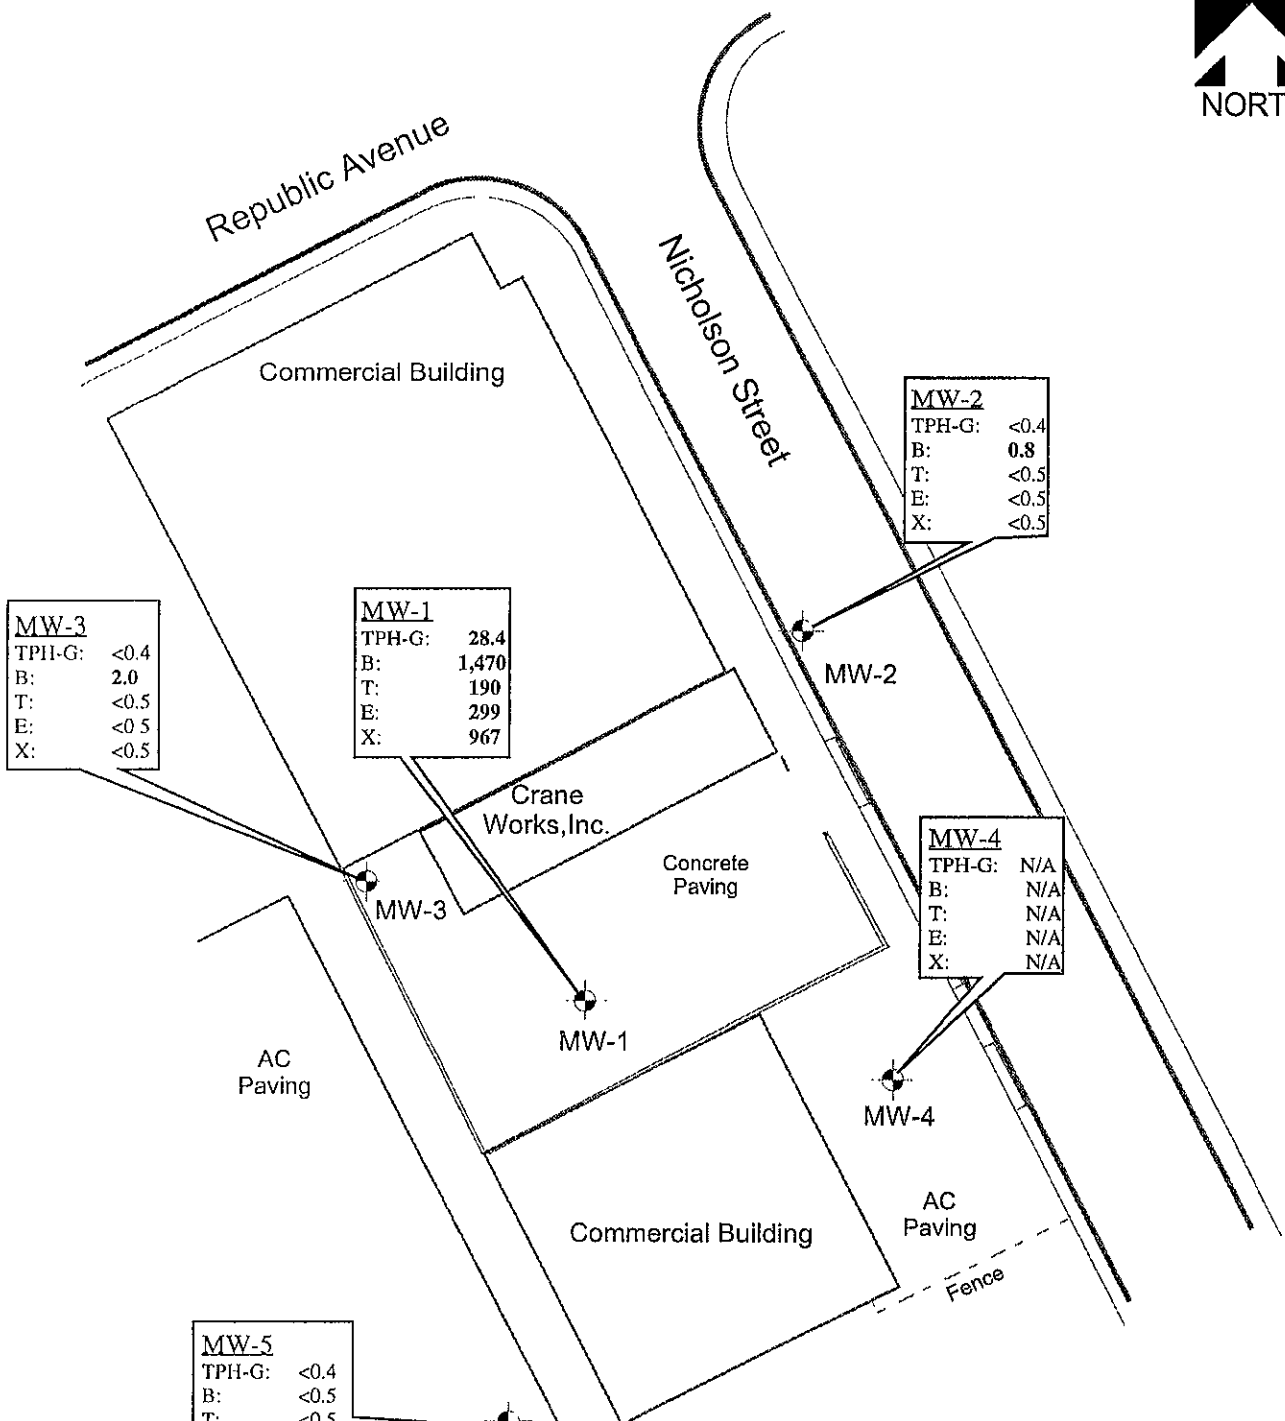 NORT
Republic Avenue
Nicholson Street
Commercial Building
MW-2
TPH-G: <0.4
B: 0.8
T: <0.5
E: <0.5
X: <0.5
MW-2
MW-3
TPH-G: <0.4
B: 2.0
T: <0.5
E: <0 5
X: <0.5
MW-1
TPH-G: 28.4
B: 1,470
T: 190
E: 299
X: 967
Crane
Works,Inc.
Concrete
Paving
MW-3
MW-4
TPH-G: N/A
B: N/A
T: N/A
E: N/A
X: N/A
MW-1
AC
Paving
MW-4
Commercial Building
AC
Paving
Fence
MW-5
TPH-G: <0.4
B: <0.5
T: <0.5